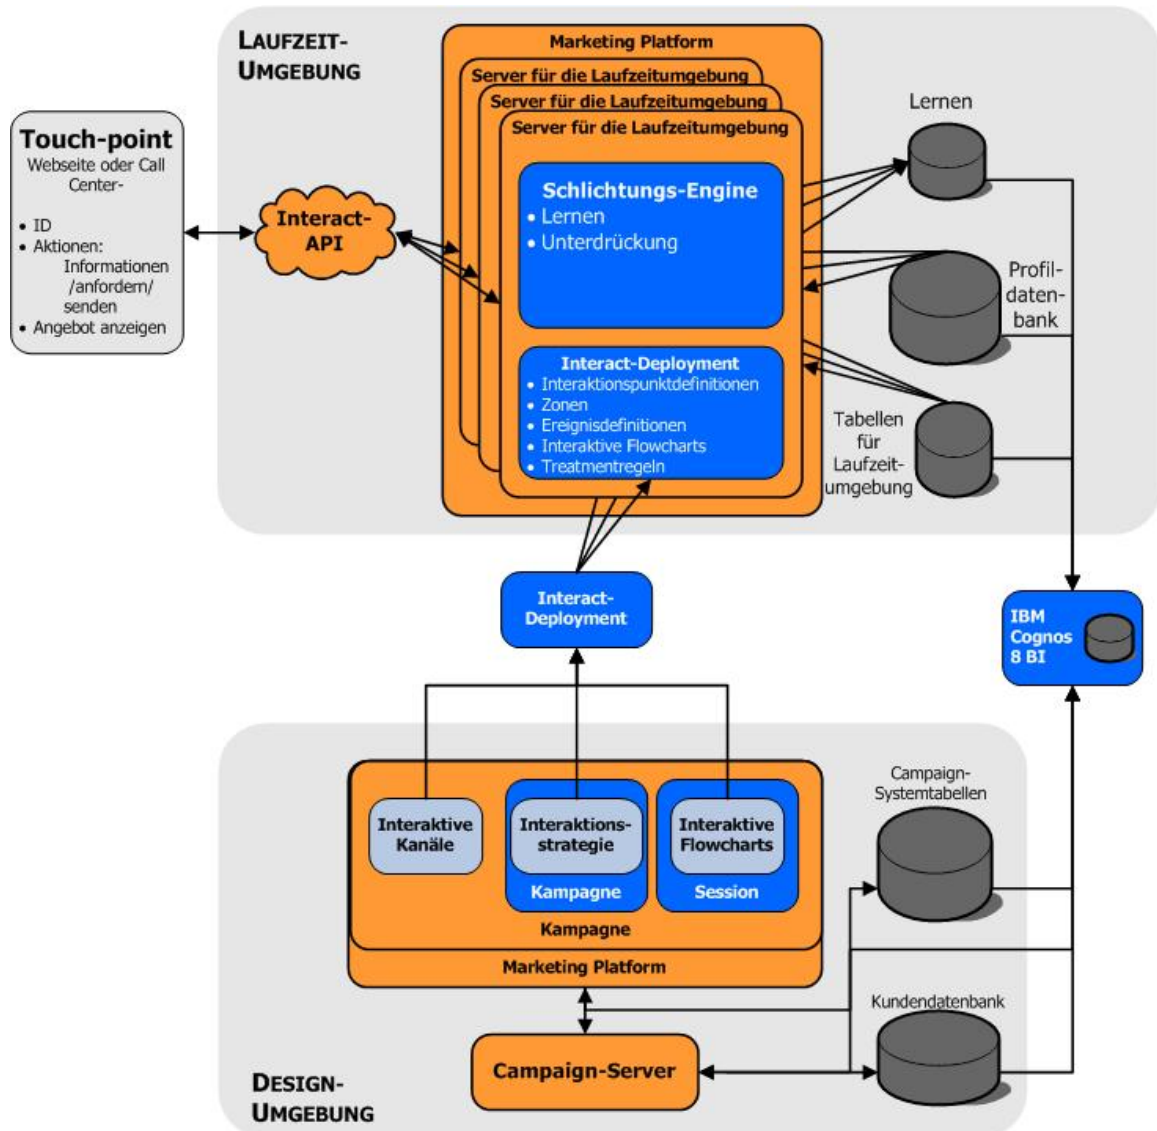 LAUFZEIT-
UMGEBUNG
Marketing Platform
Server für die Laufzeitumgebung
Server für die Laufzeitumgebung
Server für die Laufzeitumgebung
Lernen
Touch-point
Webseite oder Call
Center-
• ID
• Aktionen:
Informationen
/anfordern/
senden
• Angebot anzeigen
Interact-
API
Schlichtungs-Engine
• Lernen
• Unterdrückung
Profil-
daten-
bank
Interact-Deployment
• Interaktionspunktdefinitionen
• Zonen
• Ereignisdefinitionen
• Interaktive Flowcharts
• Treatmentregeln
Tabellen
für
Laufzeit-
umgebung
Interact-
Deployment
IBM
Cognos
8 BI
Interaktive
Kanäle
Interaktions-
strategie
Kampagne
Interaktive
Flowcharts
Session
Kampagne
Marketing Platform
Campaign-
Systemtabellen
Kundendatenbank
Campaign-Server
DESIGN-
UMGEBUNG